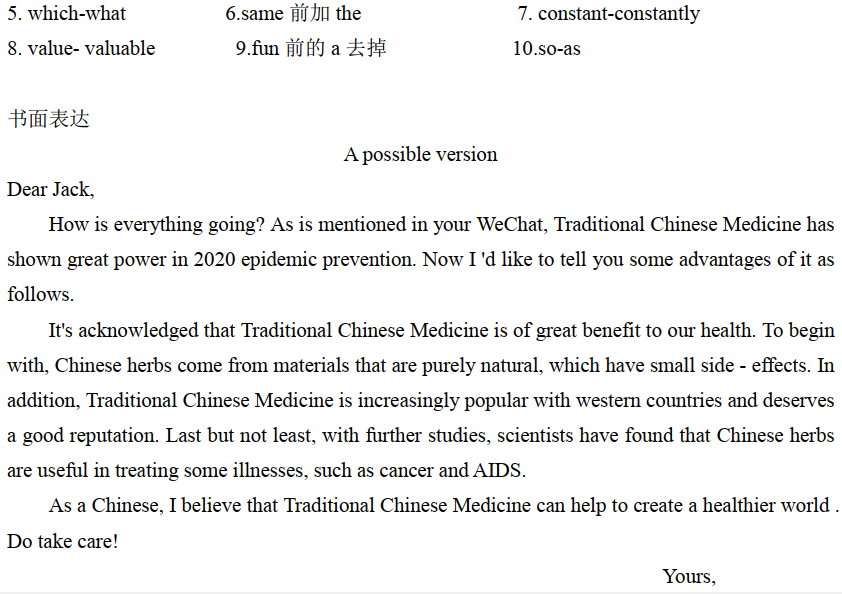 5. which-what 6.same 前加 the 7. constant-constantly
8. value- valuable 9.fun 前的 a 去掉 10.so-as
书面表达
A possible version
Dear Jack,
How is everything going? As is mentioned in your WeChat, Traditional Chinese Medicine has
shown great power in 2020 epidemic prevention. Now I 'd like to tell you some advantages of it as
follows.
It's acknowledged that Traditional Chinese Medicine is of great benefit to our health. To begin
with, Chinese herbs come from materials that are purely natural, which have small side - effects. In
addition, Traditional Chinese Medicine is increasingly popular with western countries and deserves
a good reputation. Last but not least, with further studies, scientists have found that Chinese herbs
are useful in treating some illnesses, such as cancer and AIDS.
As a Chinese, I believe that Traditional Chinese Medicine can help to create a healthier world .
Do take care!
Yours,